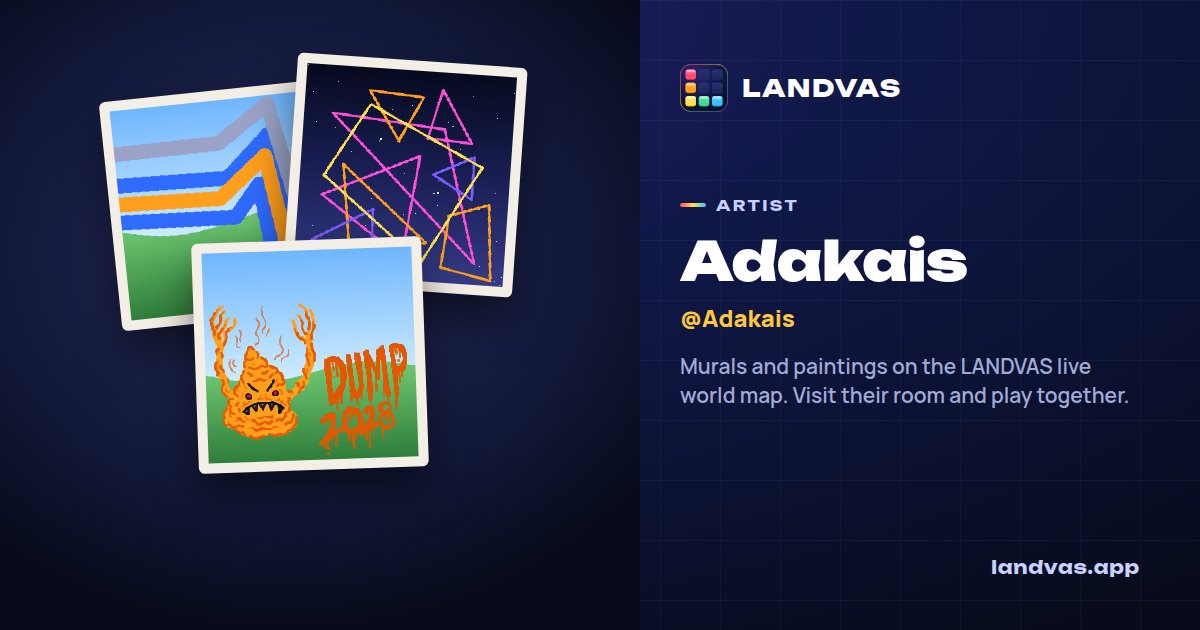 LANDVAS
ARTIST
Adakais
@Adakais
Murals and paintings on the LANDVAS live
world map. Visit their room and play together.
landvas.app
DUMP
2028